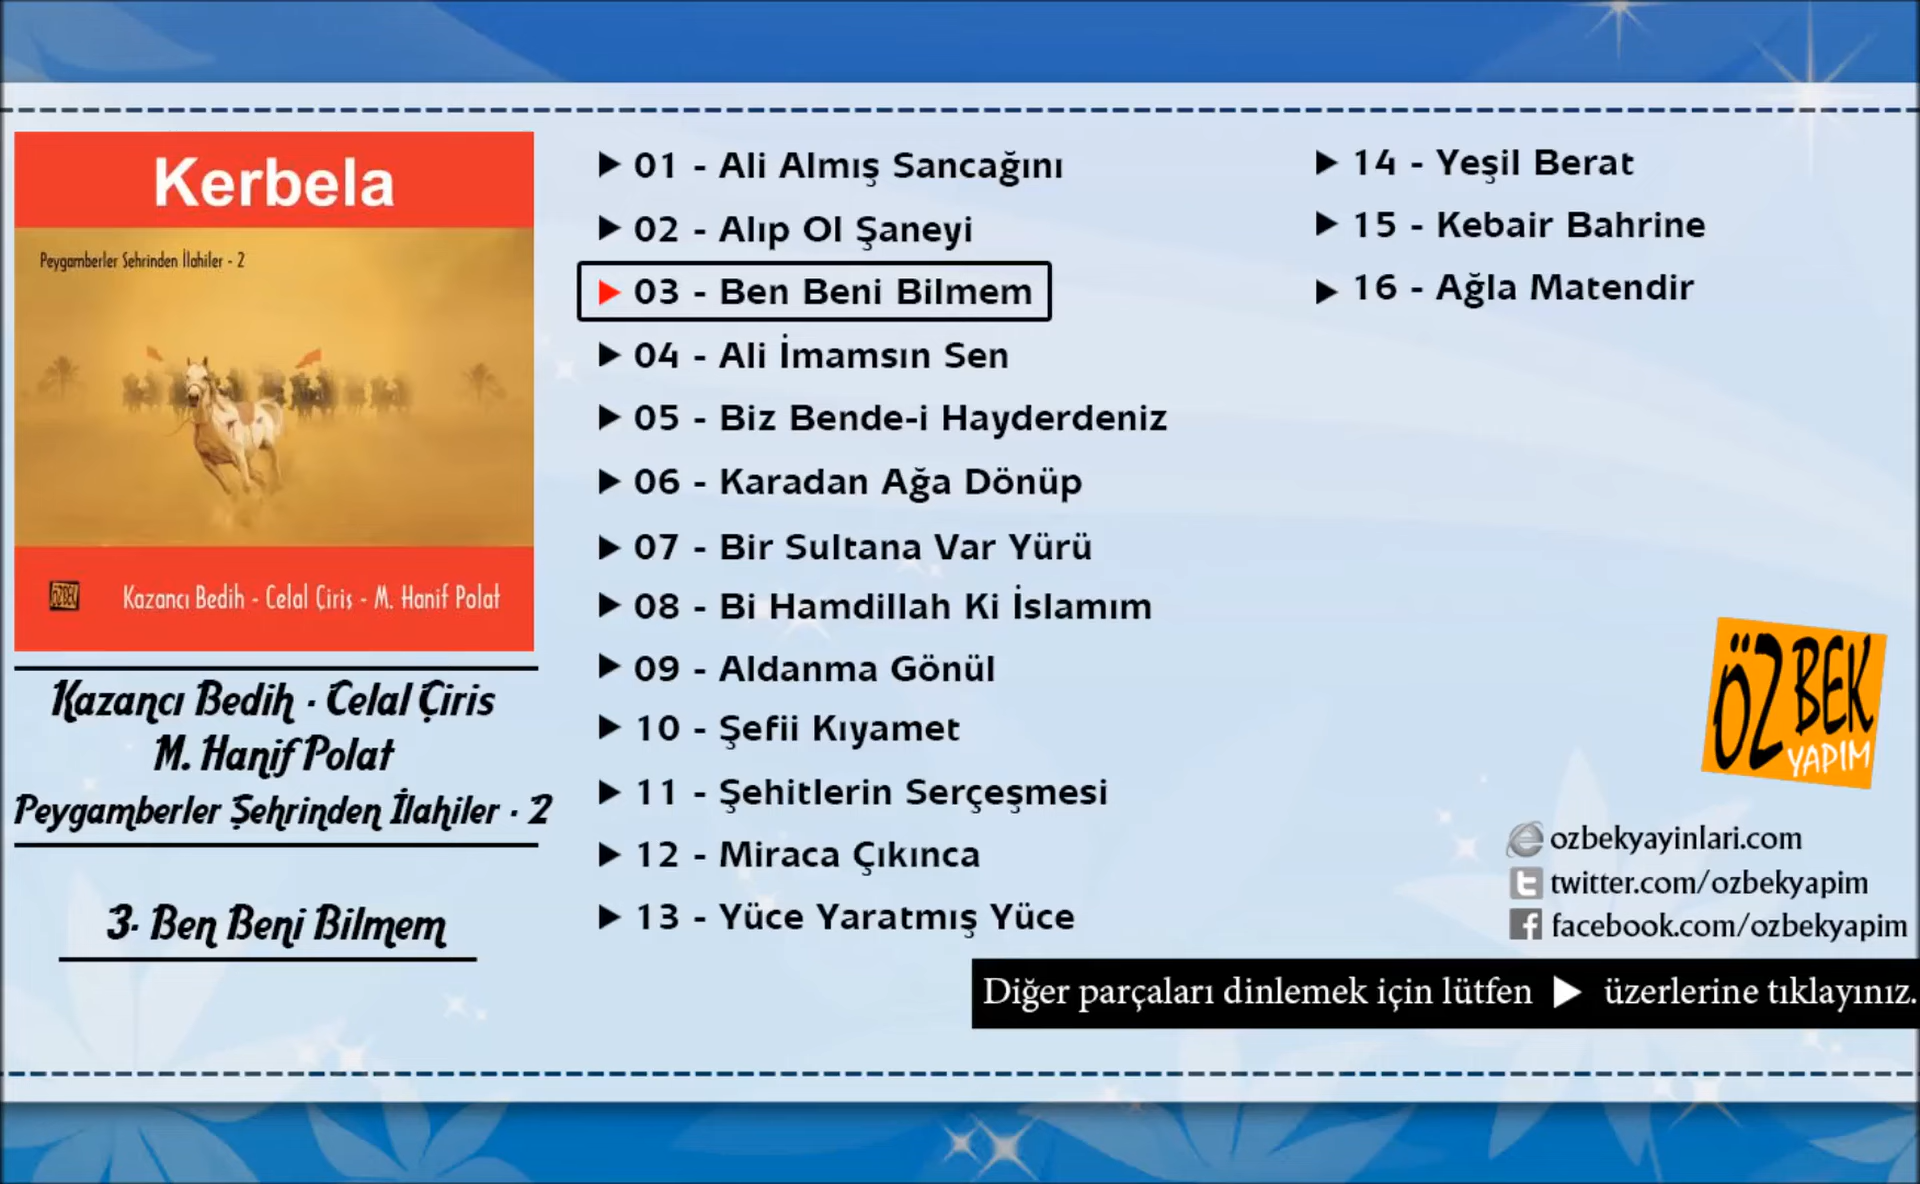 Kerbela
Peygamberler Şehrinden İlahiler - 2
ÖZBEK
Kazancı Bedih - Celal Çiris - M. Hanif Polat
Kazancı Bedih - Celal Çiris
M. Hanif Polat
Peygamberler Şehrinden İlahiler - 2
3. Ben Beni Bilmem
01 - Ali Almış Sancağını
02 - Alıp Ol Şaneyi
03 - Ben Beni Bilmem
04 - Ali İmamsın Sen
05 - Biz Bende-i Hayderdeniz
06 - Karadan Ağa Dönüp
07 - Bir Sultana Var Yürü
08 - Bi Hamdillah Ki İslamım
09 - Aldanma Gönül
10 - Şefii Kıyamet
11 - Şehitlerin Serçeşmesi
12 - Miraca Çıkınca
13 - Yüce Yaratmış Yüce
14 - Yeşil Berat
15 - Kebair Bahrine
16 - Ağla Matendir
ÖZBEK
YAPIM
ozbekyayinlari.com
twitter.com/ozbekyapim
facebook.com/ozbekyapim
Diğer parçaları dinlemek için lütfen ▶ üzerlerine tıklayınız.